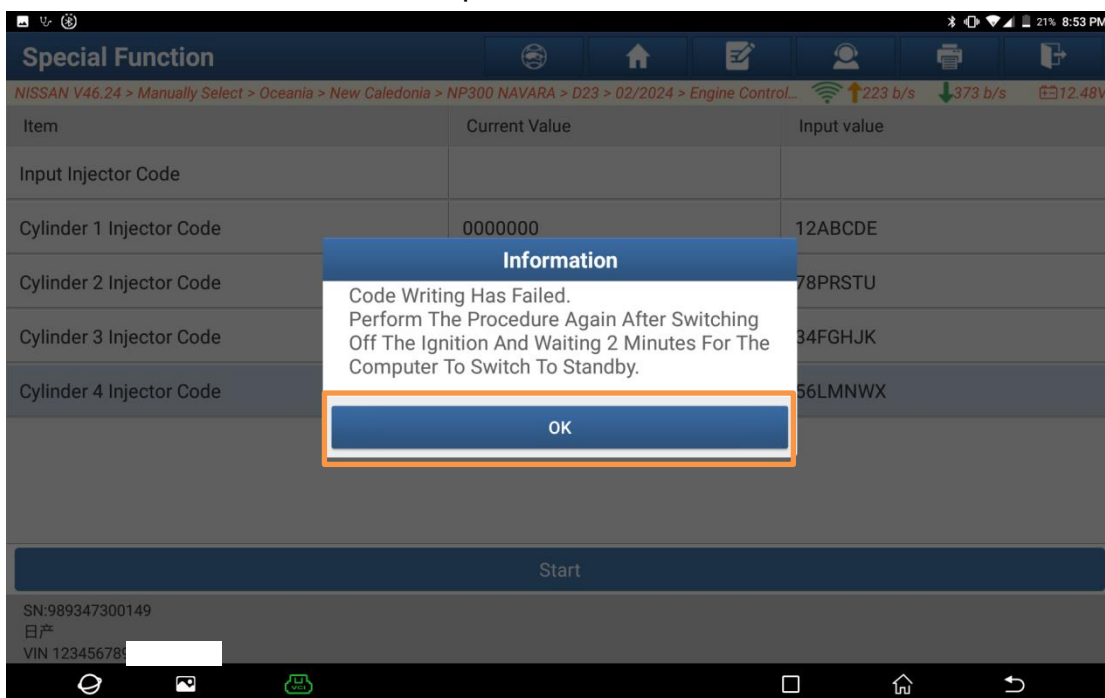 21% 8:53 PM
Special Function
NISSAN V46.24 > Manually Select > Oceania > New Caledonia > NP300 NAVARA > D23 > 02/2024 > Engine Control... 223 b/s 373 b/s 12.48V
Item Current Value Input value
Input Injector Code
Cylinder 1 Injector Code 0000000 12ABCDE
Cylinder 2 Injector Code 78PRSTU
Cylinder 3 Injector Code 34FGHJK
Cylinder 4 Injector Code 56LMNWX
Information
Code Writing Has Failed.
Perform The Procedure Again After Switching
Off The Ignition And Waiting 2 Minutes For The
Computer To Switch To Standby.
OK
Start
SN:989347300149
日产
VIN 123456789
VCI